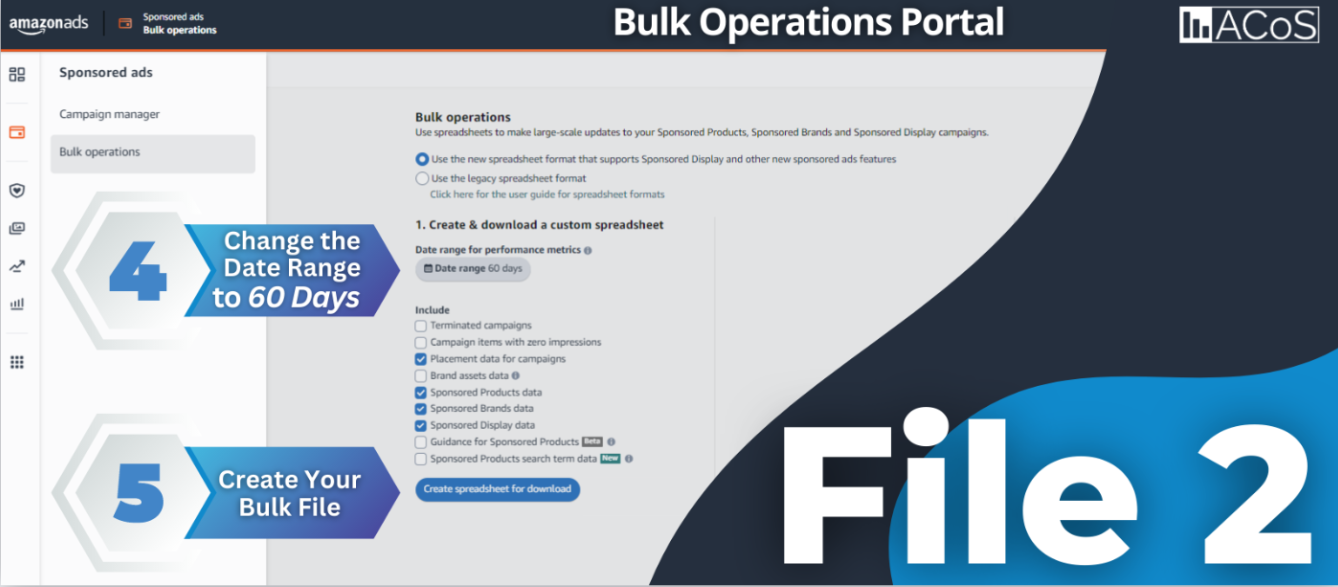 amazonads
Sponsored ads
Bulk operations
Bulk Operations Portal
ACoS
Sponsored ads
Campaign manager
Bulk operations
Bulk operations
Use spreadsheets to make large-scale updates to your Sponsored Products, Sponsored Brands and Sponsored Display campaigns.
Use the new spreadsheet format that supports Sponsored Display and other new sponsored ads features
Use the legacy spreadsheet format
Click here for the user guide for spreadsheet formats
1. Create & download a custom spreadsheet
Date range for performance metrics
Date range 60 days
Include
Terminated campaigns
Campaign items with zero impressions
Placement data for campaigns
Brand assets data
Sponsored Products data
Sponsored Brands data
Sponsored Display data
Guidance for Sponsored Products Beta
Sponsored Products search term data New
Create spreadsheet for download
4
Change the
Date Range
to 60 Days
5
Create Your
Bulk File
File 2